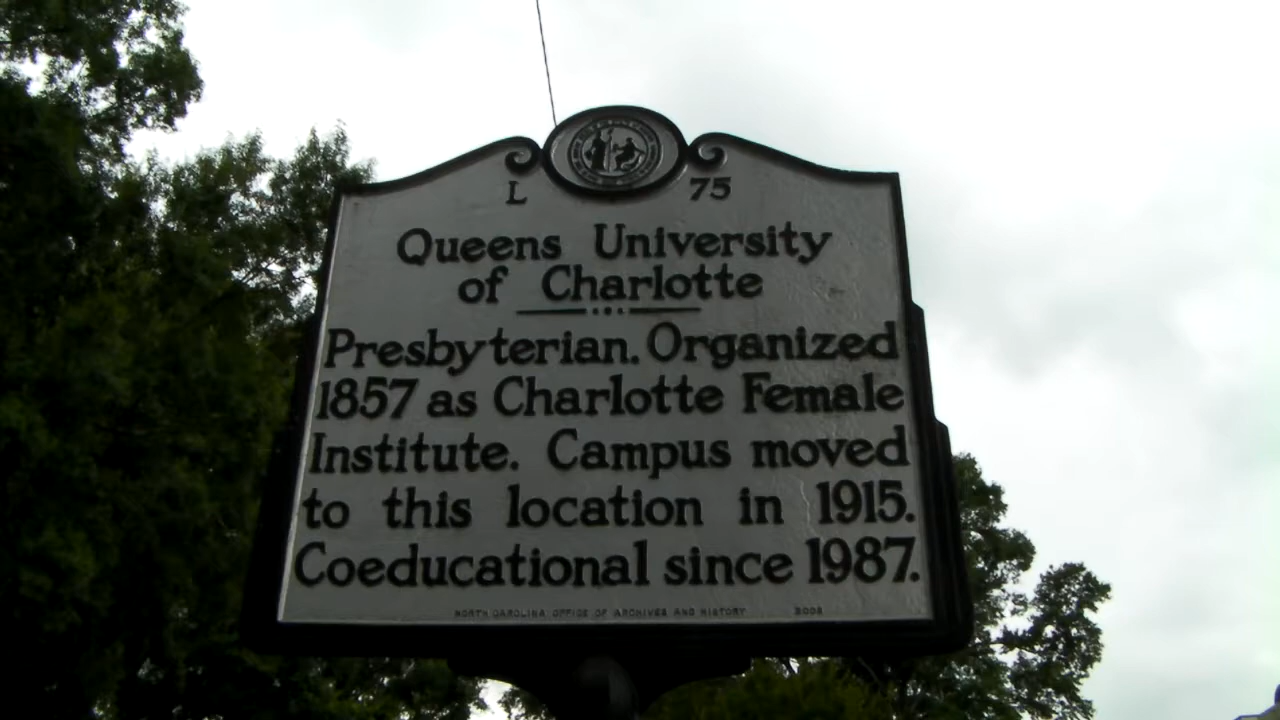 L 75
Queens University
of Charlotte
Presbyterian. Organized
1857 as Charlotte Female
Institute. Campus moved
to this location in 1915.
Coeducational since 1987.
NORTH CAROLINA OFFICE OF ARCHIVES AND HISTORY